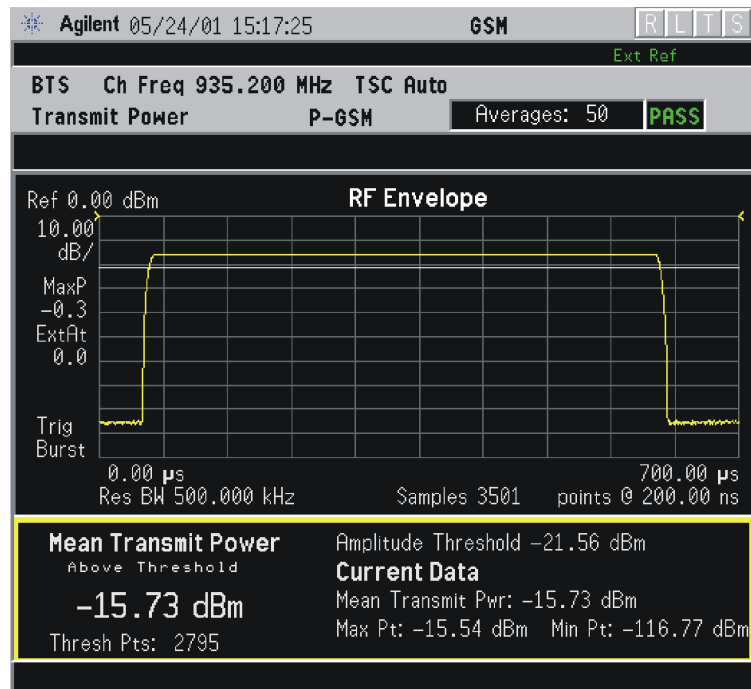 Agilent 05/24/01 15:17:25 GSM R L T S
Ext Ref
BTS Ch Freq 935.200 MHz TSC Auto
Transmit Power P-GSM Averages: 50 PASS
Ref 0.00 dBm RF Envelope
10.00
dB/
MaxP
-0.3
ExtAt
0.0
Trig
Burst
0.00 µs 700.00 µs
Res BW 500.000 kHz Samples 3501 points @ 200.00 ns
Mean Transmit Power Amplitude Threshold -21.56 dBm
Above Threshold Current Data
-15.73 dBm Mean Transmit Pwr: -15.73 dBm
Thresh Pts: 2795 Max Pt: -15.54 dBm Min Pt: -116.77 dBm